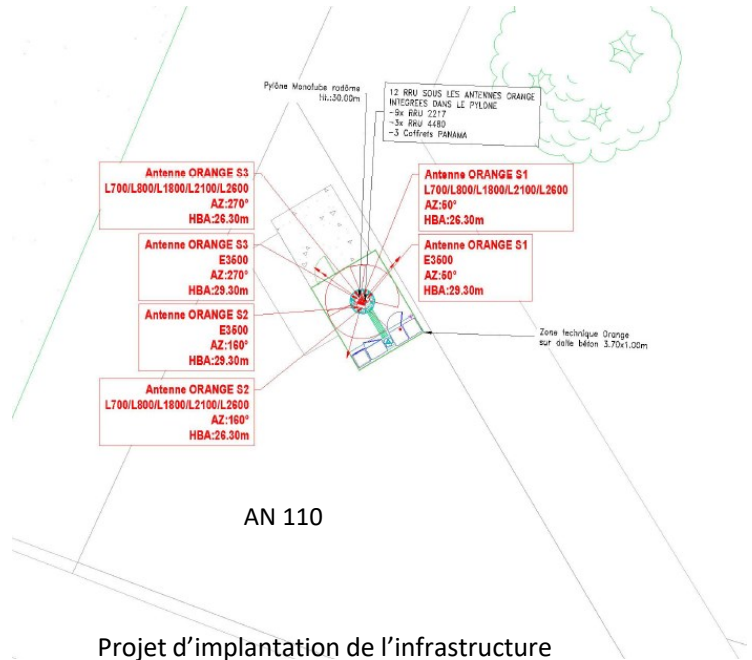 Pylône Monotube radôme
Ht.:30.00m
12 RRU SOUS LES ANTENNES ORANGE
INTEGREES DANS LE PYLONE
-9x RRU 2217
-3x RRU 4480
-3 Coffrets PANAMA
Antenne ORANGE S3
L700/L800/L1800/L2100/L2600
AZ:270°
HBA:26.30m
Antenne ORANGE S1
L700/L800/L1800/L2100/L2600
AZ:50°
HBA:26.30m
Antenne ORANGE S3
E3500
AZ:270°
HBA:29.30m
Antenne ORANGE S1
E3500
AZ:50°
HBA:29.30m
Antenne ORANGE S2
E3500
AZ:160°
HBA:29.30m
Zone technique Orange
sur dalle béton 3.70x1.00m
Antenne ORANGE S2
L700/L800/L1800/L2100/L2600
AZ:160°
HBA:26.30m
AN 110
Projet d’implantation de l’infrastructure